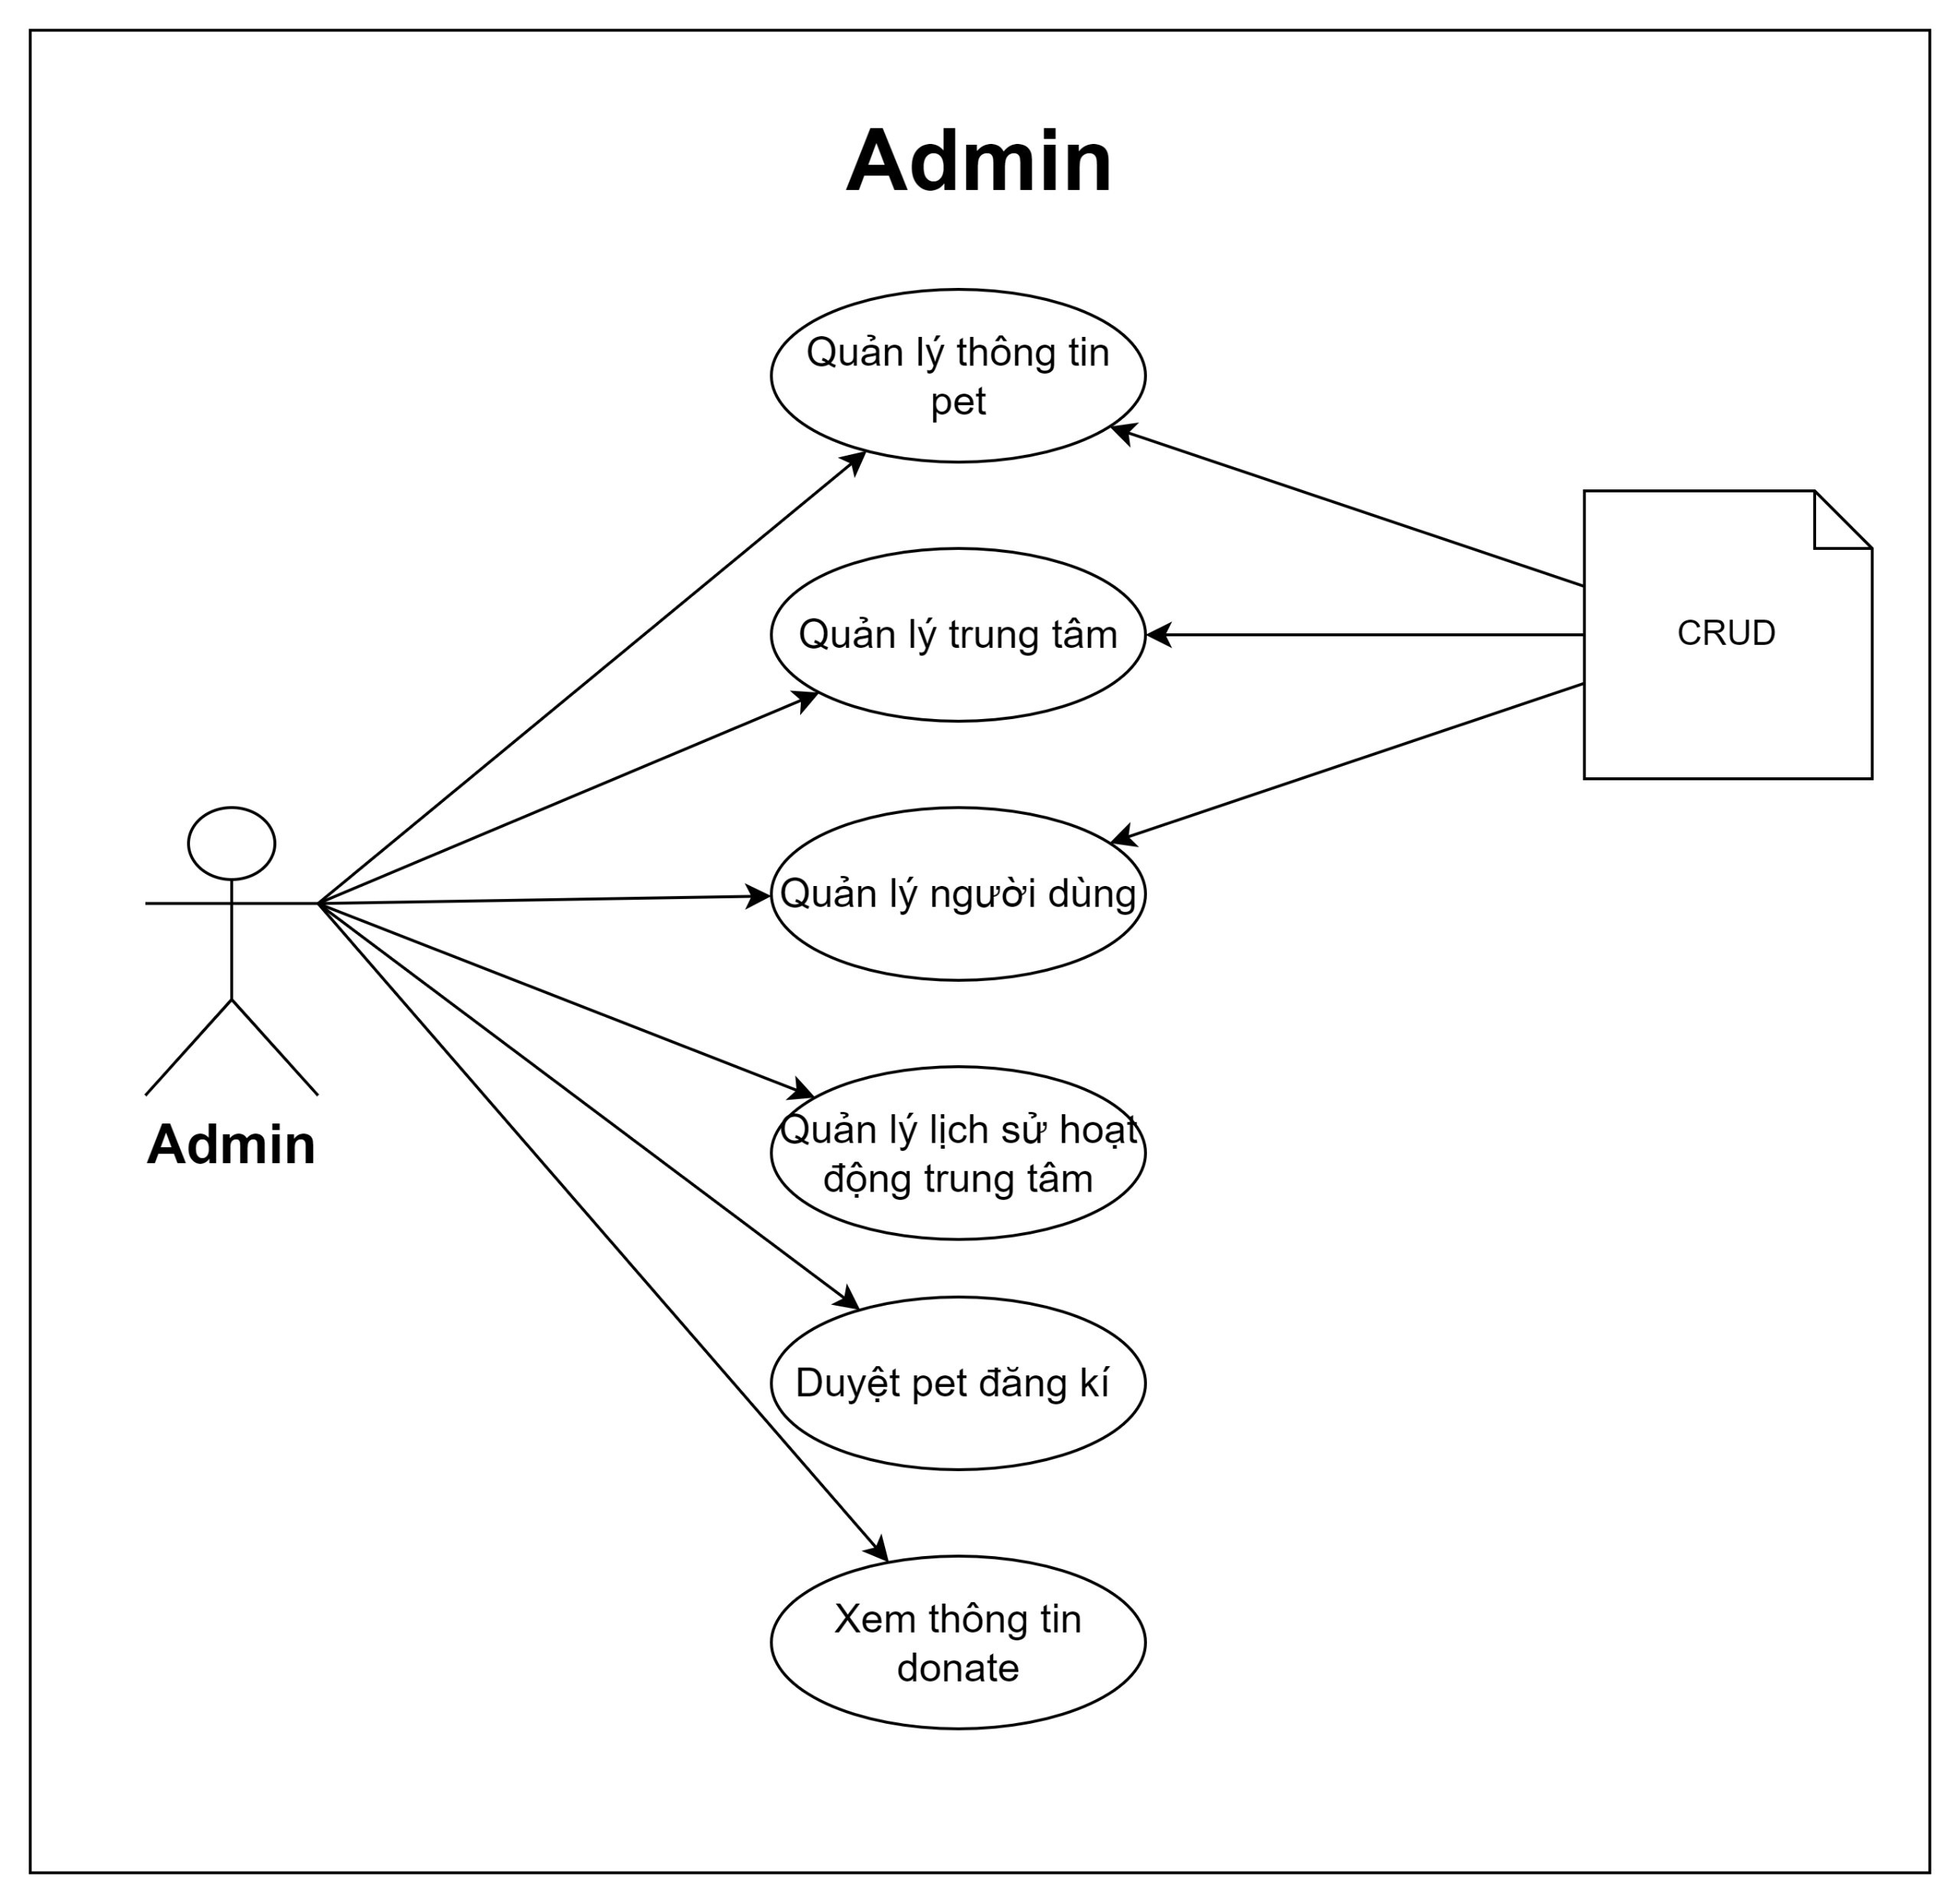 Admin
Quản lý thông tin
pet
Quản lý trung tâm
CRUD
Quản lý người dùng
Quản lý lịch sử hoạt
động trung tâm
Admin
Duyệt pet đăng kí
Xem thông tin
donate